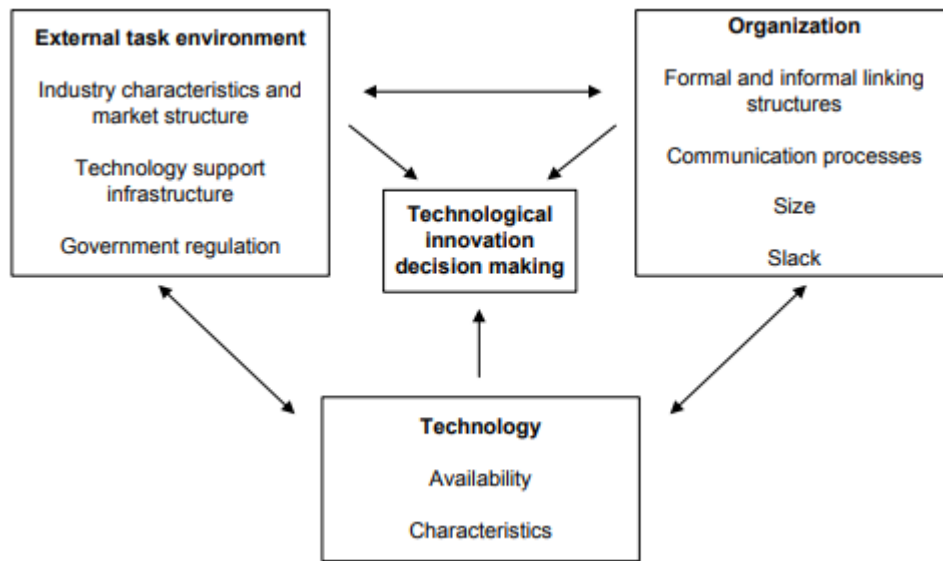 External task environment
Industry characteristics and
market structure
Technology support
infrastructure
Government regulation
Organization
Formal and informal linking
structures
Communication processes
Size
Slack
Technological
innovation
decision making
Technology
Availability
Characteristics